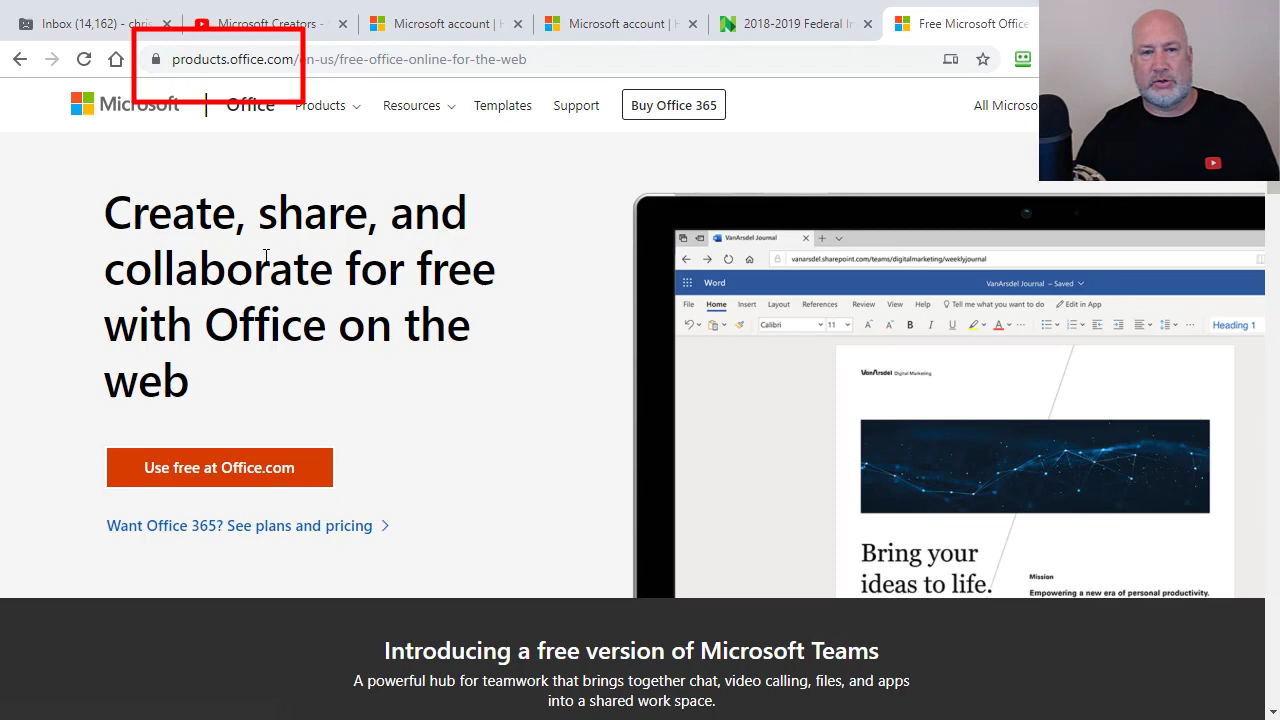 Inbox (14,162) - chris
Microsoft Creators -
Microsoft account | H
Microsoft account | H
2018-2019 Federal In
Free Microsoft Office
products.office.com/en-us/free-office-online-for-the-web
Microsoft
Office
Products
Resources
Templates
Support
Buy Office 365
All Microso
Create, share, and
collaborate for free
with Office on the
web
Use free at Office.com
Want Office 365? See plans and pricing
VanArsdel Journal
vanarsdel.sharepoint.com/teams/digitalmarketing/weeklyjournal
Word
VanArsdel Journal – Saved
File Home Insert Layout References Review View Help Tell me what you want to do Edit in App
Calibri 11 A A B I U A Heading 1
VanArsdel Digital Marketing
Bring your
ideas to life.
Mission
Empowering a new era of personal productivity.
Introducing a free version of Microsoft Teams
A powerful hub for teamwork that brings together chat, video calling, files, and apps
into a shared work space.